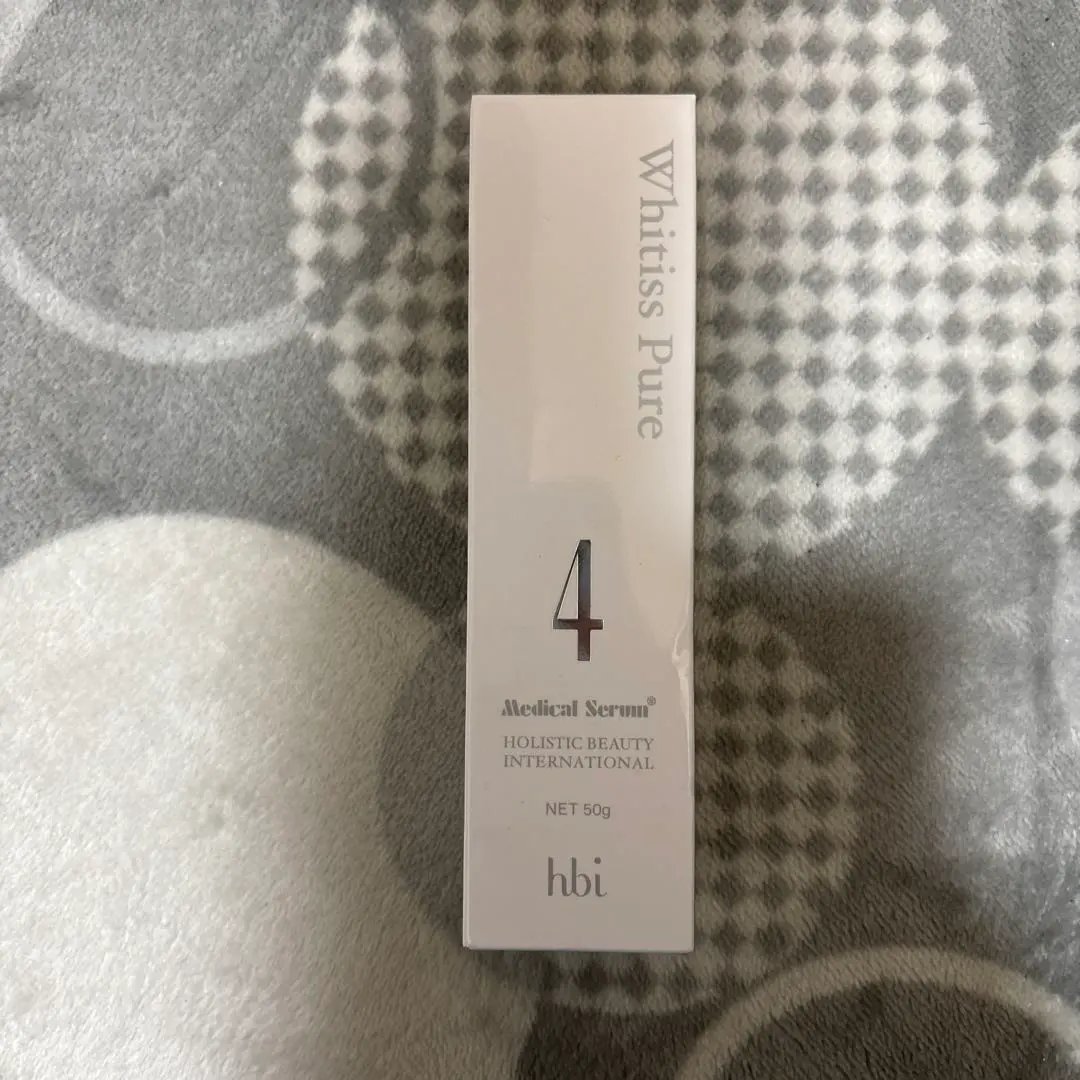 Whitiss Pure
4
Medical Serum®
HOLISTIC BEAUTY
INTERNATIONAL
NET 50g
hbi